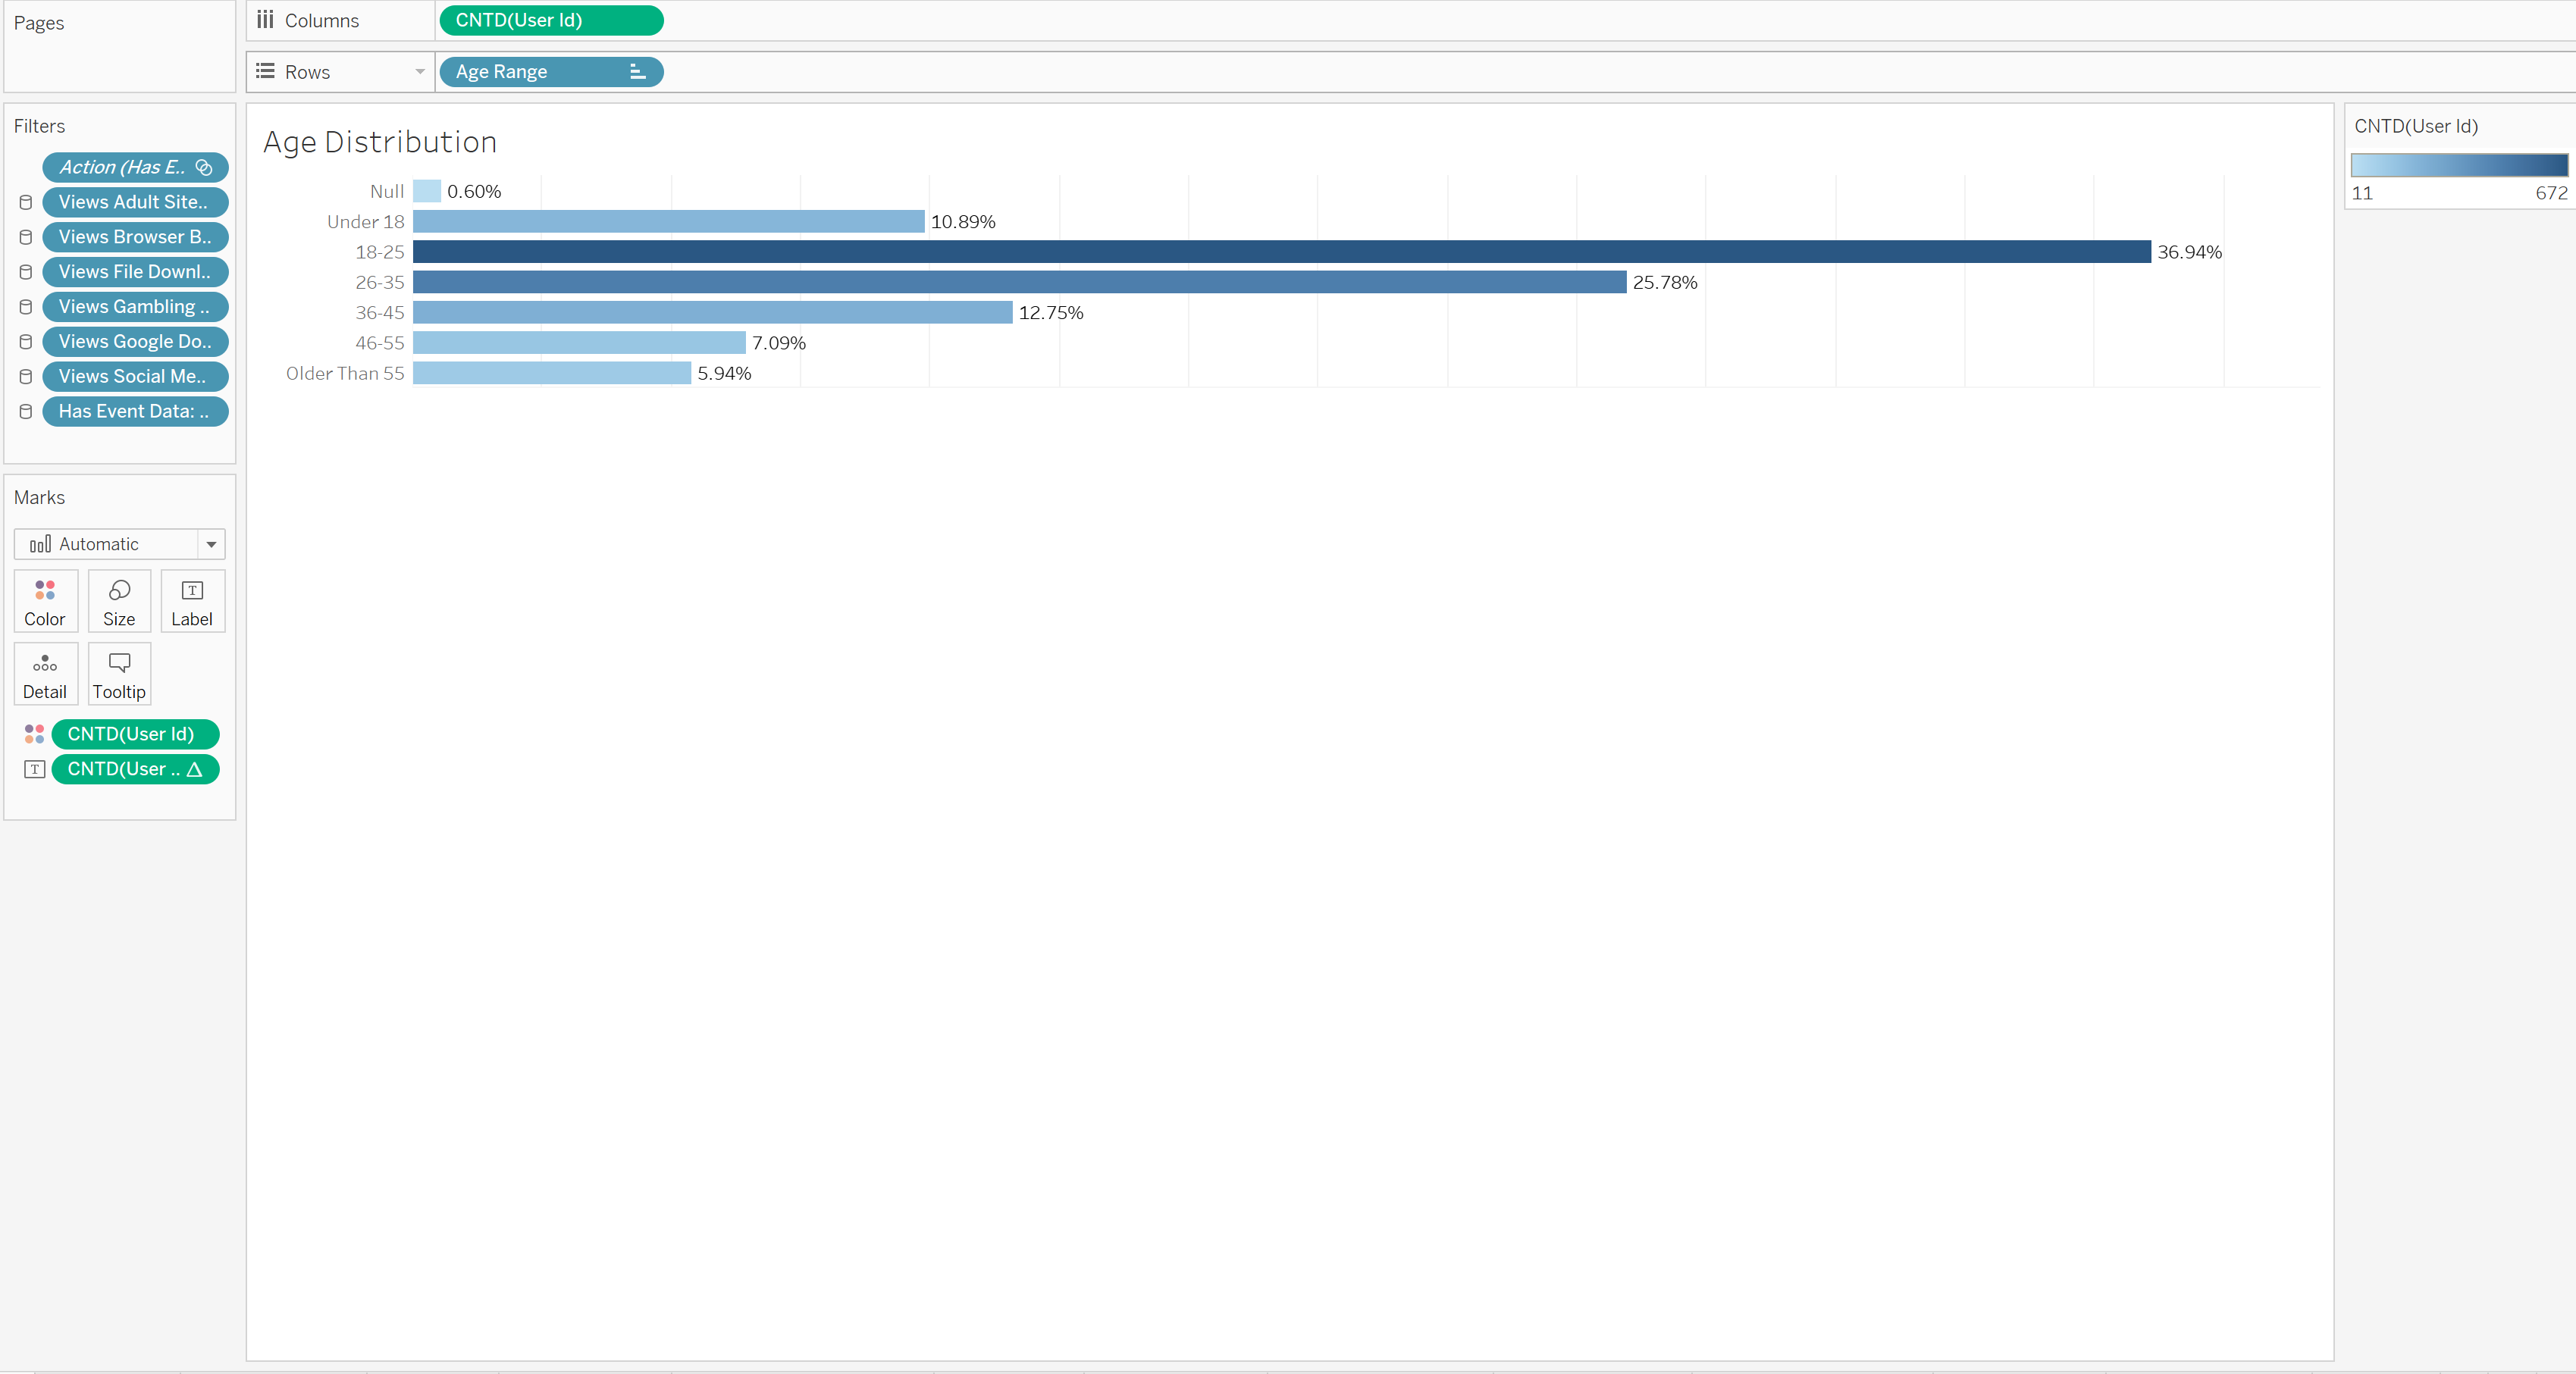 Pages
Columns
CNTD(User Id)
Rows
Age Range
Filters
Action (Has E..
Views Adult Site..
Views Browser B..
Views File Downl..
Views Gambling ..
Views Google Do..
Views Social Me..
Has Event Data: ..
Marks
Automatic
Color
Size
Label
Detail
Tooltip
CNTD(User Id)
CNTD(User ..
Age Distribution
Null 0.60%
Under 18 10.89%
18-25 36.94%
26-35 25.78%
36-45 12.75%
46-55 7.09%
Older Than 55 5.94%
CNTD(User Id)
11 672